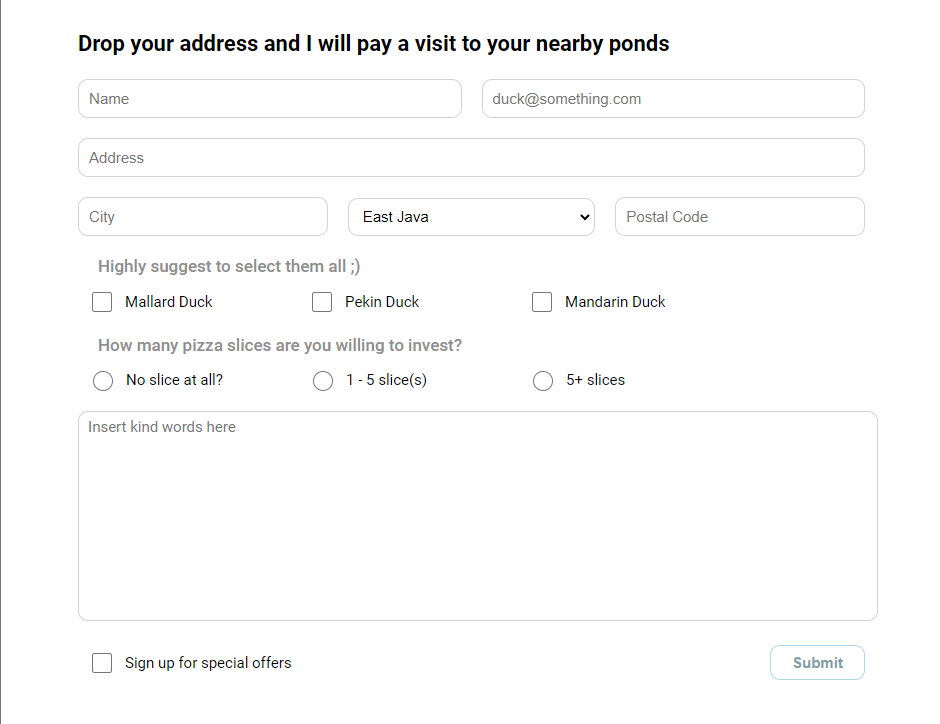 Drop your address and I will pay a visit to your nearby ponds
Name duck@something.com
Address
City East Java Postal Code
Highly suggest to select them all ;)
Mallard Duck Pekin Duck Mandarin Duck
How many pizza slices are you willing to invest?
No slice at all? 1 - 5 slice(s) 5+ slices
Insert kind words here
Sign up for special offers Submit